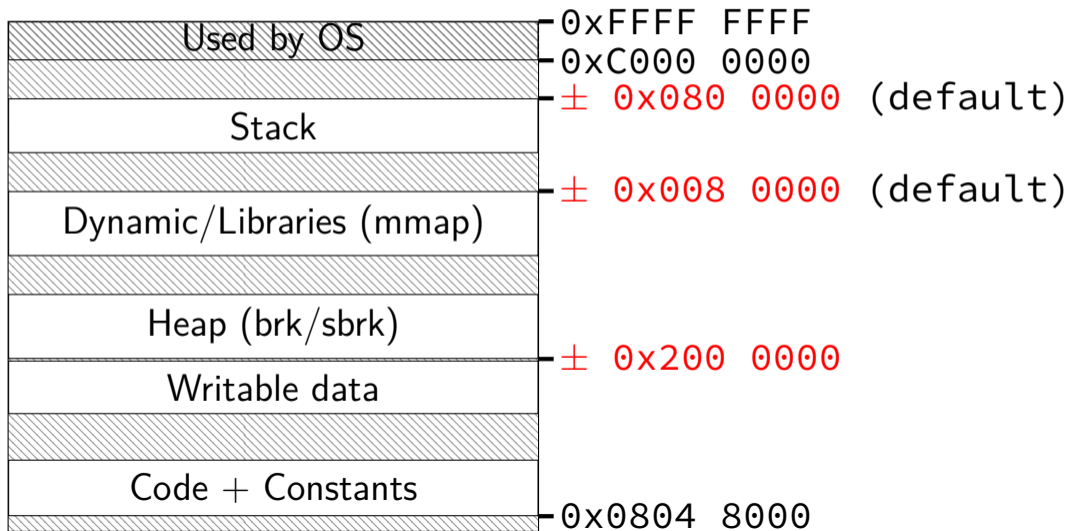 Used by OS
0xFFFF FFFF
0xC000 0000
± 0x080 0000 (default)
Stack
± 0x008 0000 (default)
Dynamic/Libraries (mmap)
Heap (brk/sbrk)
± 0x200 0000
Writable data
Code + Constants
0x0804 8000